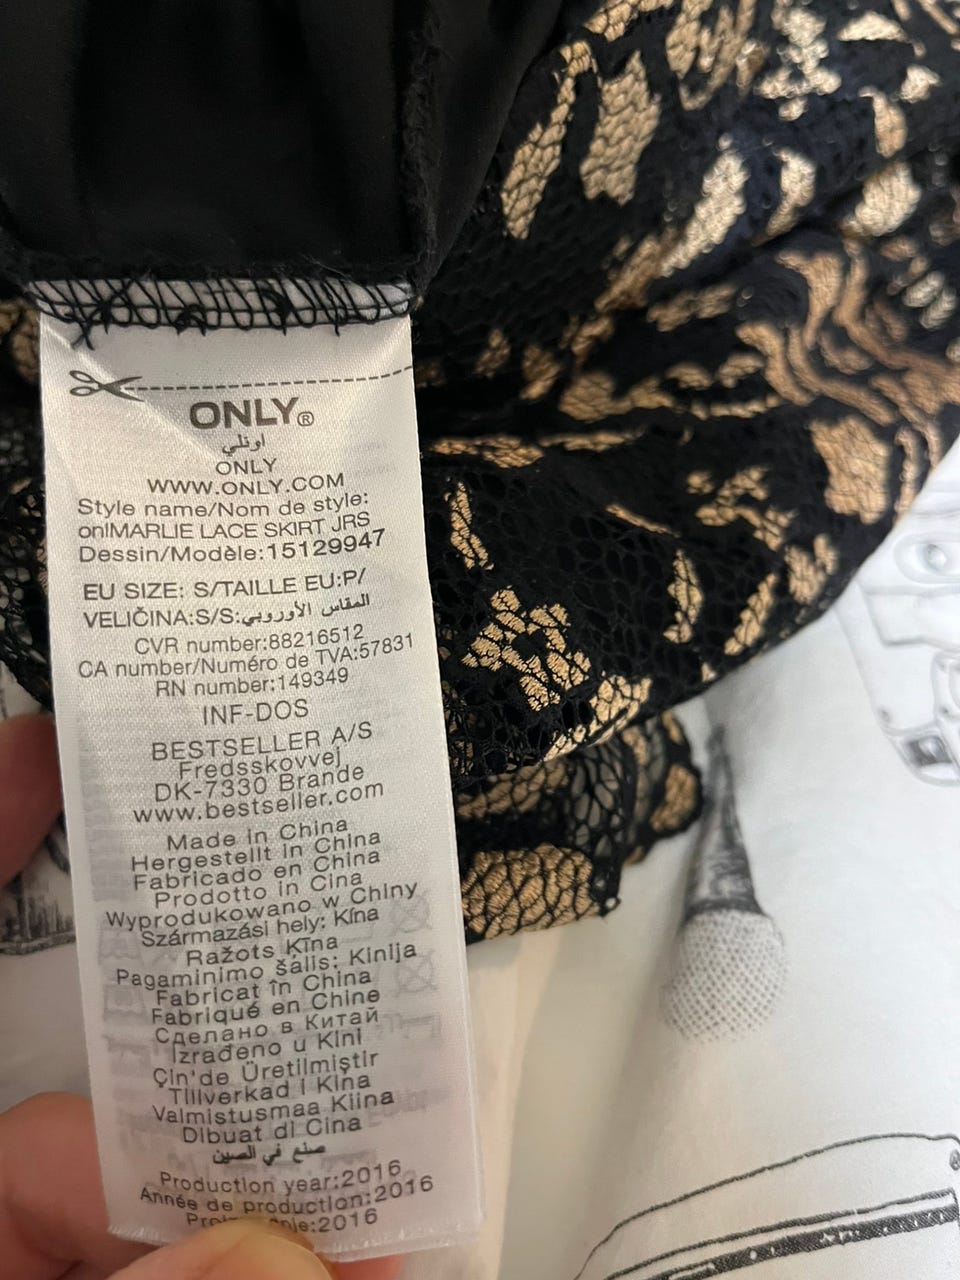 ONLY®
اونلي
ONLY
WWW.ONLY.COM
Style name/Nom de style:
onlMARLIE LACE SKIRT JRS
Dessin/Modèle:15129947
EU SIZE: S/TAILLE EU:P/
VELIČINA:S/S:المقاس الأوروبي
CVR number:88216512
CA number/Numéro de TVA:57831
RN number:149349
INF-DOS
BESTSELLER A/S
Fredsskovvej
DK-7330 Brande
www.bestseller.com
Made in China
Hergestellt in China
Fabricado en China
Prodotto in Cina
Wyprodukowano w Chiny
Származási hely: Kína
Ražots Ķīna
Pagaminimo šalis: Kinija
Fabricat în China
Fabriqué en Chine
Сделано в Китай
Izrađeno u Kini
Çin'de Üretilmiştir
Tillverkad i Kina
Valmistusmaa Kiina
Dibuat di Cina
صنع في الصين
Production year:2016
Année de production:2016
:2016